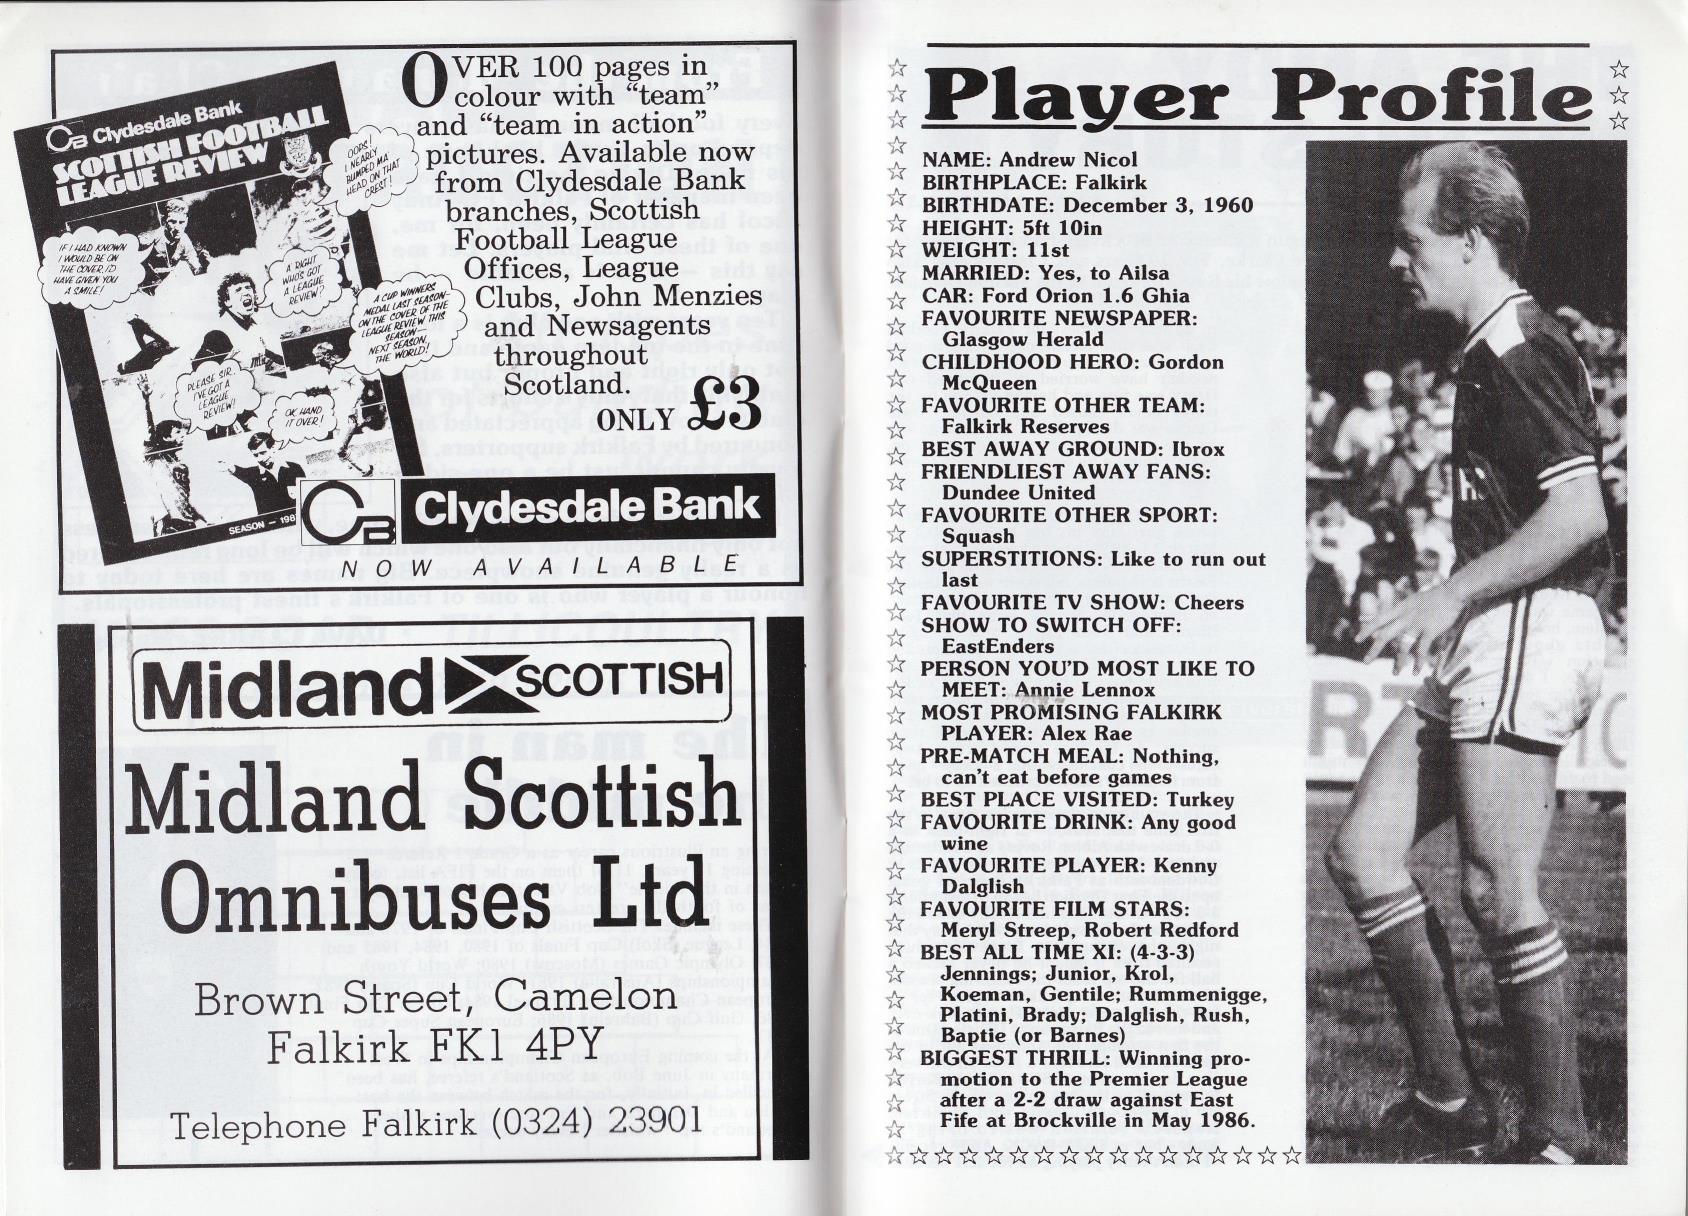 Clydesdale Bank
SCOTTISH FOOTBALL
LEAGUE REVIEW
OOPS!
I NEARLY
BUMPED MA
HEAD ON THAT
CREST!
IF I HAD KNOWN
I WOULD BE ON
THE COVER I'D
HAVE GIVEN YOU
A SMILE!
A RIGHT
WHO'S GOT
A LEAGUE
REVIEW?
A CUP WINNERS
MEDAL LAST SEASON—
ON THE COVER OF THE
LEAGUE REVIEW THIS
SEASON—
NEXT SEASON,
THE WORLD!
PLEASE SIR,
I'VE GOT A
LEAGUE
REVIEW!
OK, HAND
IT OVER!
SEASON — 198
OVER 100 pages in
colour with “team”
and “team in action”
pictures. Available now
from Clydesdale Bank
branches, Scottish
Football League
Offices, League
Clubs, John Menzies
and Newsagents
throughout
Scotland.
ONLY £3
CB Clydesdale Bank
NOW AVAILABLE
Midland SCOTTISH
Midland Scottish
Omnibuses Ltd
Brown Street, Camelon
Falkirk FK1 4PY
Telephone Falkirk (0324) 23901
Player Profile
NAME: Andrew Nicol
BIRTHPLACE: Falkirk
BIRTHDATE: December 3, 1960
HEIGHT: 5ft 10in
WEIGHT: 11st
MARRIED: Yes, to Ailsa
CAR: Ford Orion 1.6 Ghia
FAVOURITE NEWSPAPER:
Glasgow Herald
CHILDHOOD HERO: Gordon
McQueen
FAVOURITE OTHER TEAM:
Falkirk Reserves
BEST AWAY GROUND: Ibrox
FRIENDLIEST AWAY FANS:
Dundee United
FAVOURITE OTHER SPORT:
Squash
SUPERSTITIONS: Like to run out
last
FAVOURITE TV SHOW: Cheers
SHOW TO SWITCH OFF:
EastEnders
PERSON YOU'D MOST LIKE TO
MEET: Annie Lennox
MOST PROMISING FALKIRK
PLAYER: Alex Rae
PRE-MATCH MEAL: Nothing,
can't eat before games
BEST PLACE VISITED: Turkey
FAVOURITE DRINK: Any good
wine
FAVOURITE PLAYER: Kenny
Dalglish
FAVOURITE FILM STARS:
Meryl Streep, Robert Redford
BEST ALL TIME XI: (4-3-3)
Jennings; Junior, Krol,
Koeman, Gentile; Rummenigge,
Platini, Brady; Dalglish, Rush,
Baptie (or Barnes)
BIGGEST THRILL: Winning pro-
motion to the Premier League
after a 2-2 draw against East
Fife at Brockville in May 1986.